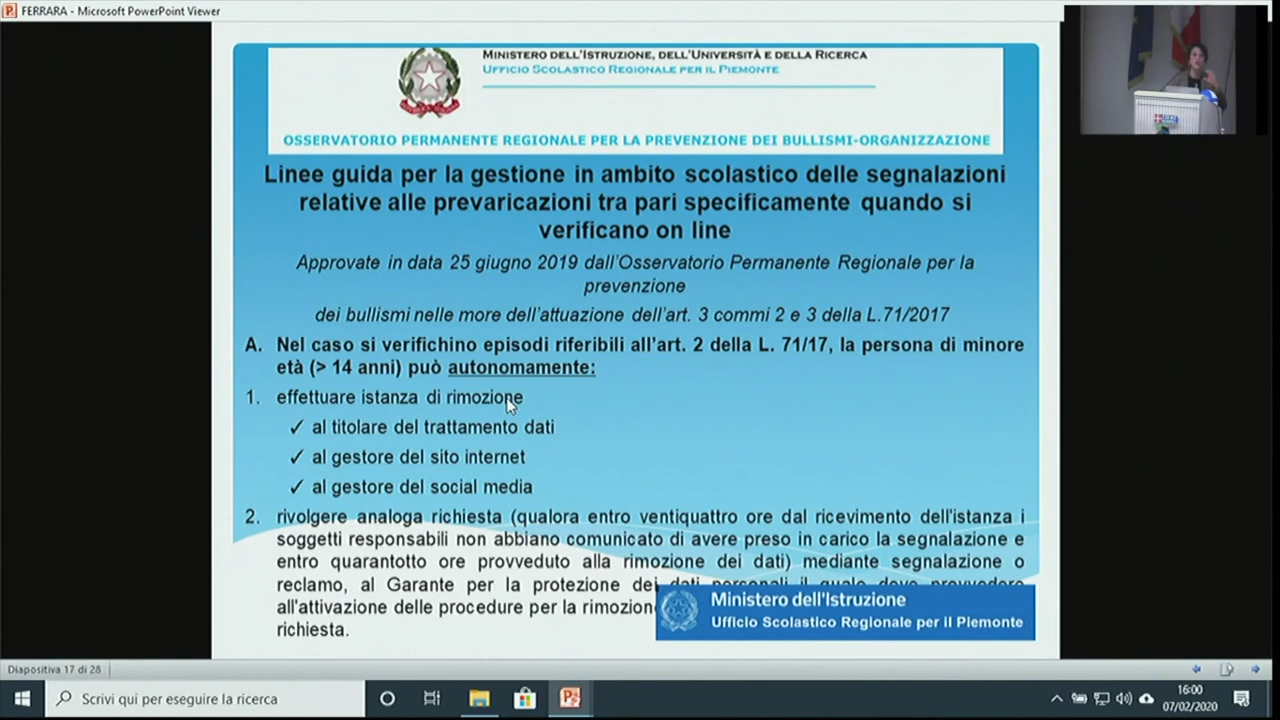 FERRARA - Microsoft PowerPoint Viewer
MINISTERO DELL'ISTRUZIONE, DELL'UNIVERSITÀ E DELLA RICERCA
UFFICIO SCOLASTICO REGIONALE PER IL PIEMONTE
OSSERVATORIO PERMANENTE REGIONALE PER LA PREVENZIONE DEI BULLISMI-ORGANIZZAZIONE
Linee guida per la gestione in ambito scolastico delle segnalazioni
relative alle prevaricazioni tra pari specificamente quando si
verificano on line
Approvate in data 25 giugno 2019 dall'Osservatorio Permanente Regionale per la
prevenzione
dei bullismi nelle more dell'attuazione dell'art. 3 commi 2 e 3 della L.71/2017
A. Nel caso si verifichino episodi riferibili all'art. 2 della L. 71/17, la persona di minore
età (> 14 anni) può autonomamente:
1. effettuare istanza di rimozione
✓ al titolare del trattamento dati
✓ al gestore del sito internet
✓ al gestore del social media
2. rivolgere analoga richiesta (qualora entro ventiquattro ore dal ricevimento dell'istanza i
soggetti responsabili non abbiano comunicato di avere preso in carico la segnalazione e
entro quarantotto ore provveduto alla rimozione dei dati) mediante segnalazione o
reclamo, al Garante per la protezione dei dati personali il quale deve provvedere
all'attivazione delle procedure per la rimozione
richiesta.
Ministero dell'Istruzione
Ufficio Scolastico Regionale per il Piemonte
Diapositiva 17 di 28
Scrivi qui per eseguire la ricerca
16:00
07/02/2020